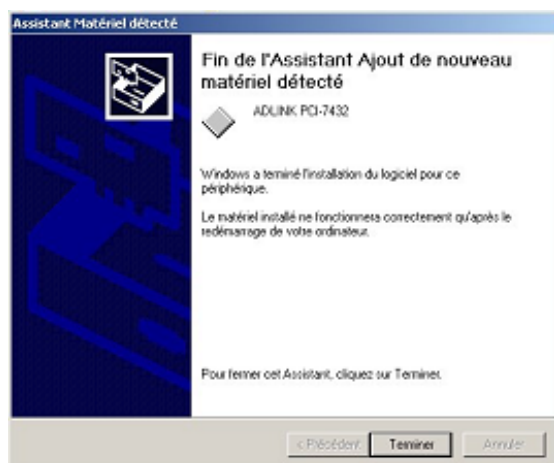 Assistant Matériel détecté
Fin de l'Assistant Ajout de nouveau
matériel détecté
ADLINK PCI-7432
Windows a terminé l'installation du logiciel pour ce
périphérique.
Le matériel installé ne fonctionnera correctement qu'après le
redémarrage de votre ordinateur.
Pour fermer cet Assistant, cliquez sur Terminer.
< Précédent
Terminer
Annuler